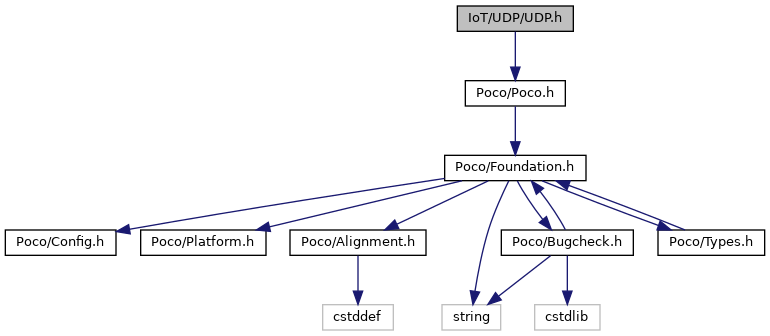 IoT/UDP/UDP.h
Poco/Poco.h
Poco/Foundation.h
Poco/Config.h
Poco/Platform.h
Poco/Alignment.h
Poco/Bugcheck.h
Poco/Types.h
cstddef
string
cstdlib